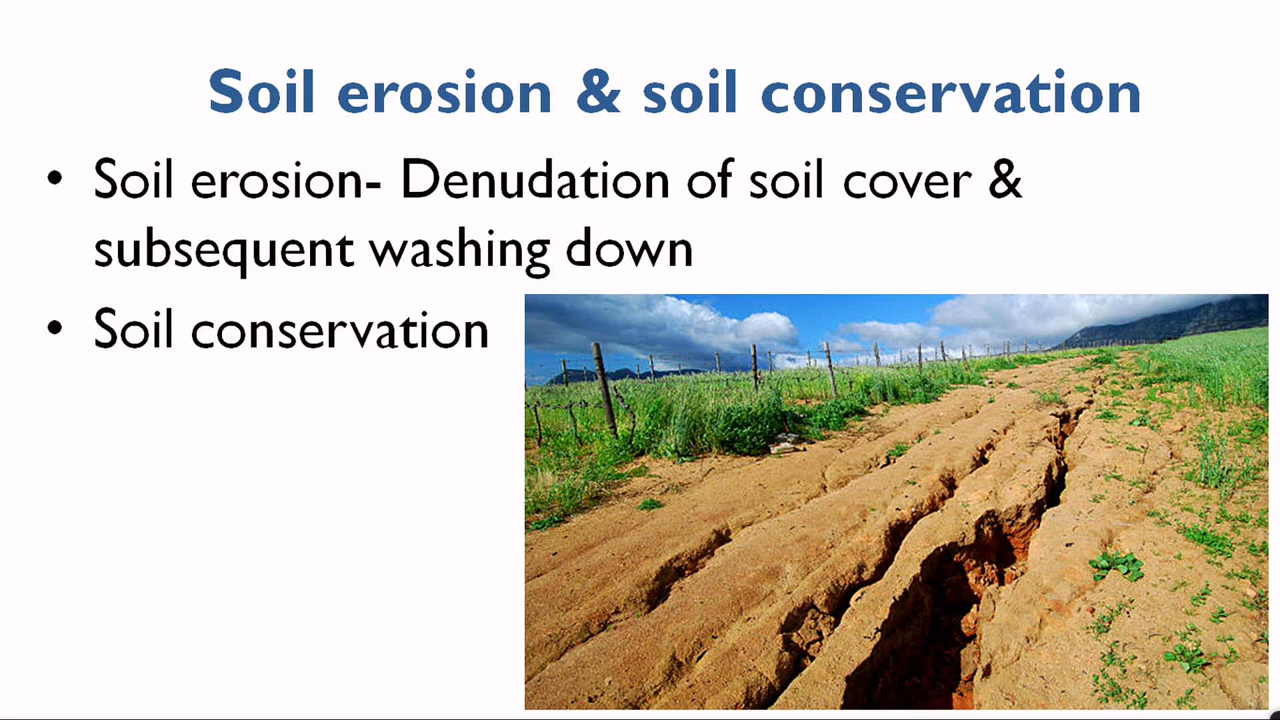 Soil erosion & soil conservation
• Soil erosion- Denudation of soil cover &
subsequent washing down
• Soil conservation